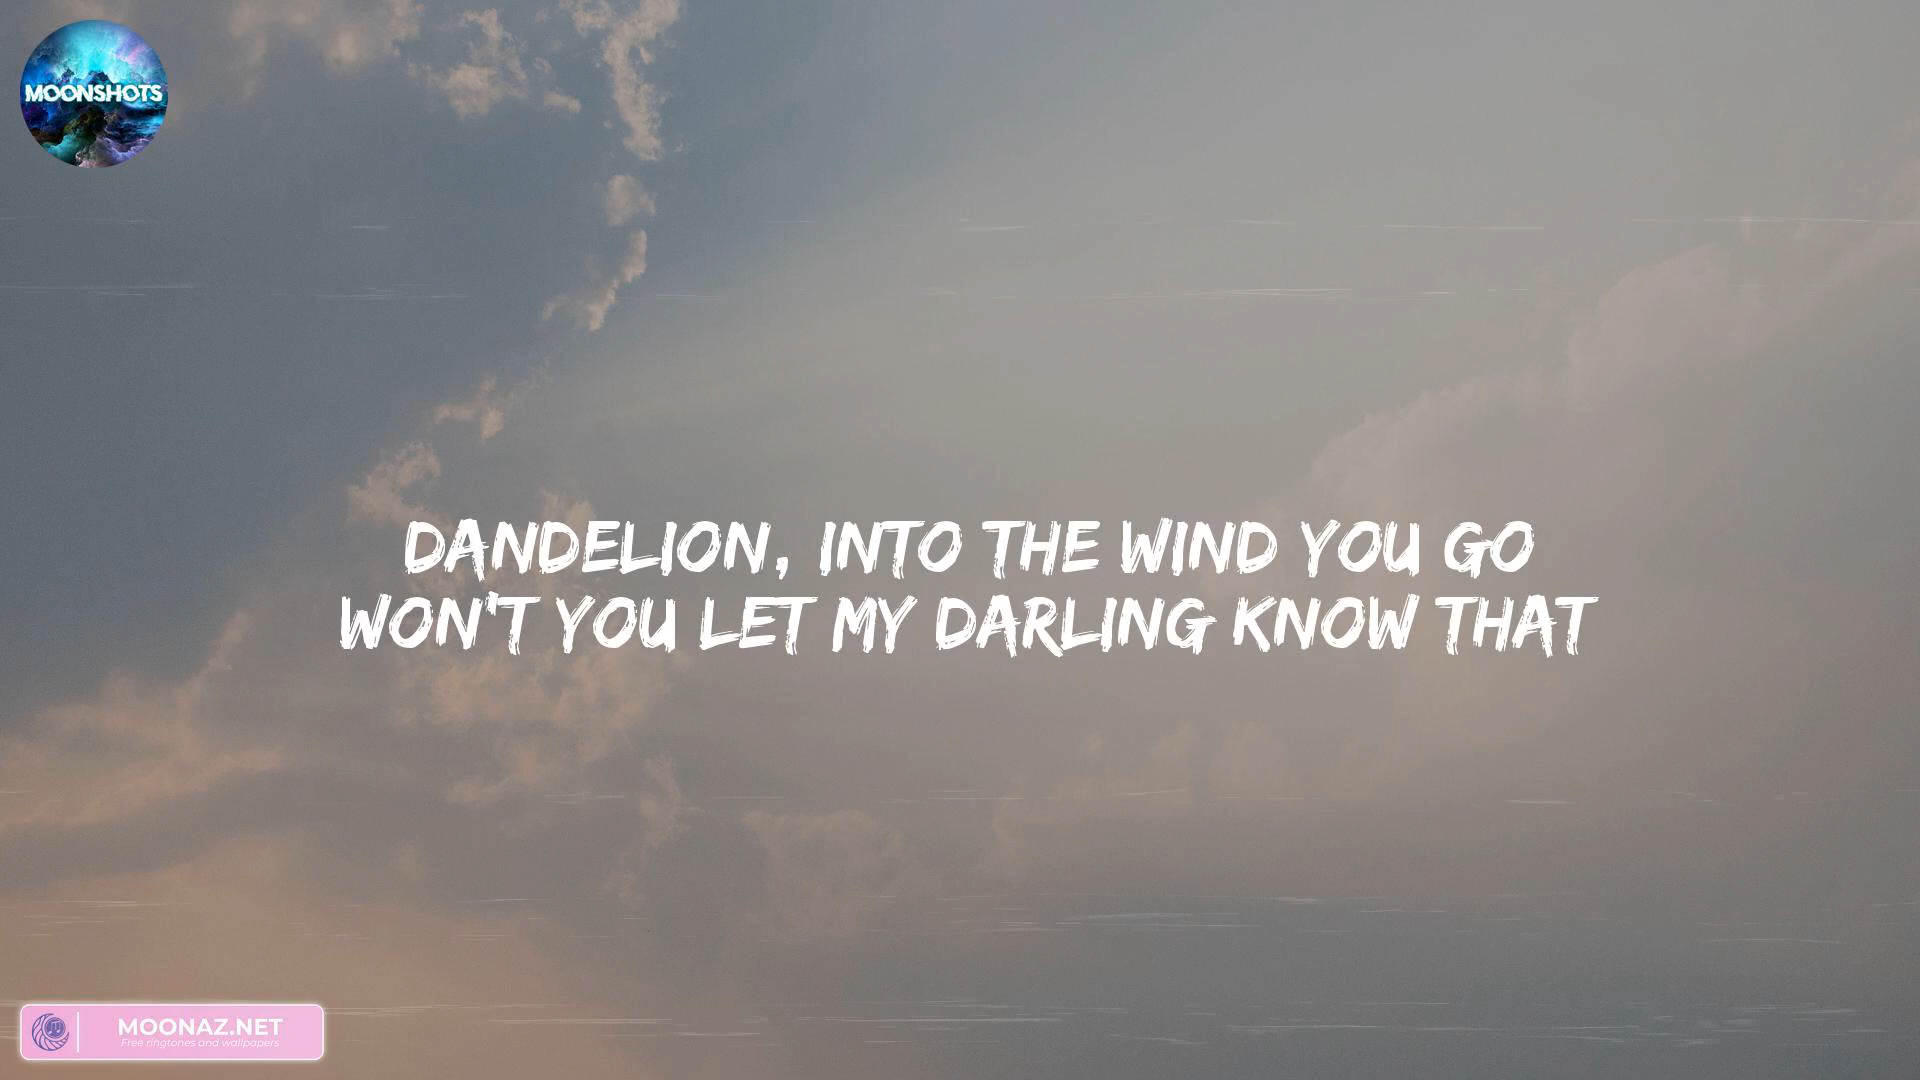 MOONSHOTS
DANDELION, INTO THE WIND YOU GO
WON'T YOU LET MY DARLING KNOW THAT
MOONAZ.NET
Free ringtones and wallpapers